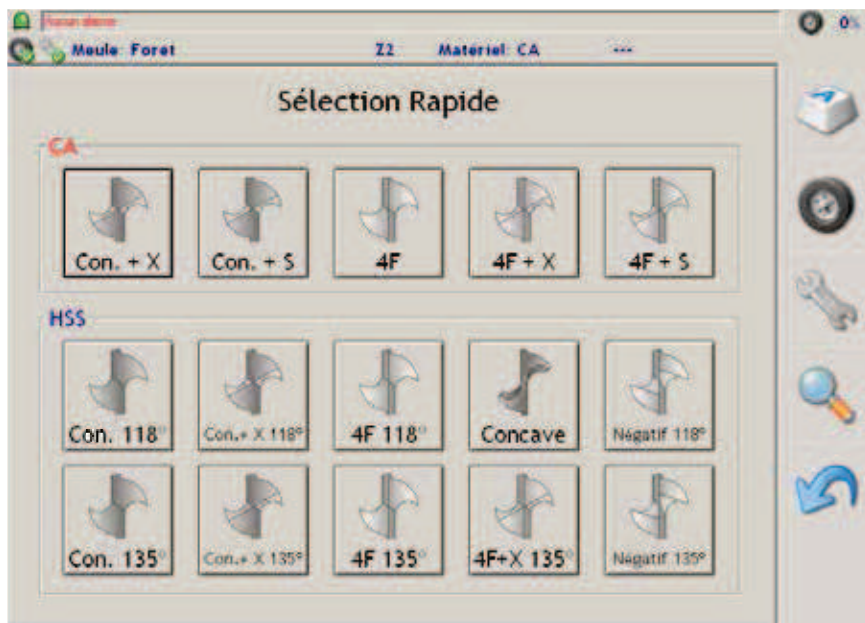 0%
Meule: Foret Z2 Matériel: CA ---
Sélection Rapide
CA
Con. + X Con. + S 4F 4F + X 4F + S
HSS
Con. 118° Con.+ X 118° 4F 118° Concave Négatif 118°
Con. 135° Con.+ X 135° 4F 135° 4F+X 135° Négatif 135°